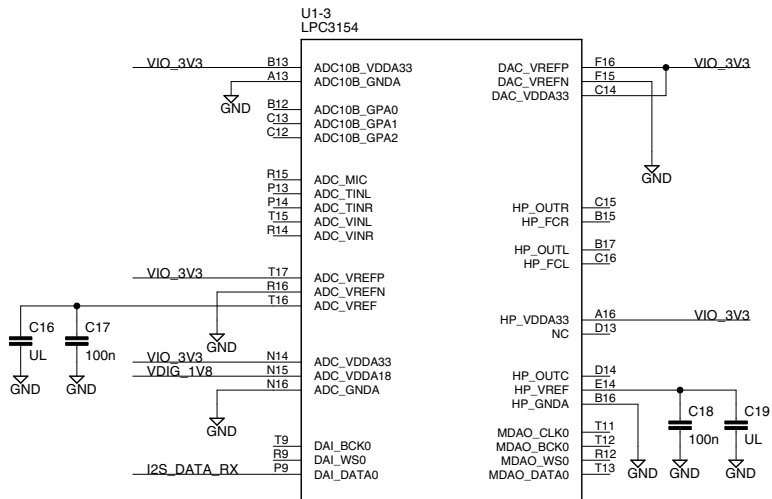 U1-3
LPC3154
VIO_3V3 B13 ADC10B_VDDA33 DAC_VREFP F16 VIO_3V3
A13 ADC10B_GNDA DAC_VREFN F15
DAC_VDDA33 C14
GND
B12 ADC10B_GPA0
C13 ADC10B_GPA1
C12 ADC10B_GPA2
GND
R15 ADC_MIC
P13 ADC_TINL
P14 ADC_TINR HP_OUTR C15
T15 ADC_VINL HP_FCR B15
R14 ADC_VINR
HP_OUTL B17
HP_FCL C16
VIO_3V3 T17 ADC_VREFP
R16 ADC_VREFN
T16 ADC_VREF
HP_VDDA33 A16 VIO_3V3
NC D13
C16 C17
UL 100n
GND
VIO_3V3 N14 ADC_VDDA33
VDIG_1V8 N15 ADC_VDDA18 HP_OUTC D14
N16 ADC_GNDA HP_VREF E14
HP_GNDA B16
GND GND
GND
C18 C19
100n UL
MDAO_CLK0 T11
T9 DAI_BCK0 MDAO_BCK0 T12
R9 DAI_WS0 MDAO_WS0 R12
I2S_DATA_RX P9 DAI_DATA0 MDAO_DATA0 T13
GND GND GND